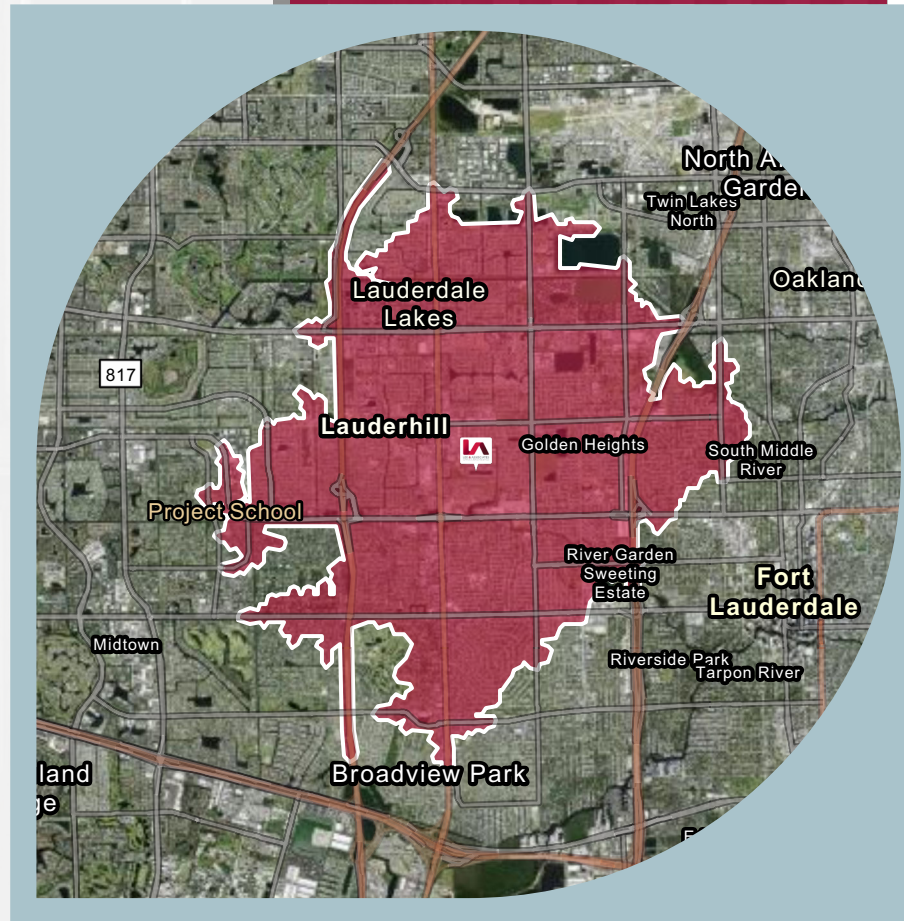 North
Garden
Twin Lakes
North
Oakland
Lauderdale
Lakes
817
Lauderhill
Golden Heights
South Middle
River
Project School
River Garden
Sweeting
Estate
Fort
Lauderdale
Midtown
Riverside Park
Tarpon River
land
ge
Broadview Park